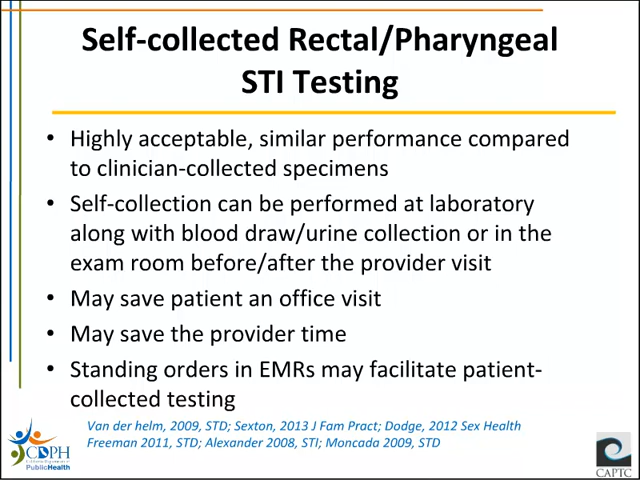 Self-collected Rectal/Pharyngeal
STI Testing
• Highly acceptable, similar performance compared
to clinician-collected specimens
• Self-collection can be performed at laboratory
along with blood draw/urine collection or in the
exam room before/after the provider visit
• May save patient an office visit
• May save the provider time
• Standing orders in EMRs may facilitate patient-
collected testing
Van der helm, 2009, STD; Sexton, 2013 J Fam Pract; Dodge, 2012 Sex Health
Freeman 2011, STD; Alexander 2008, STI; Moncada 2009, STD
CDPH
PublicHealth
CAPTC